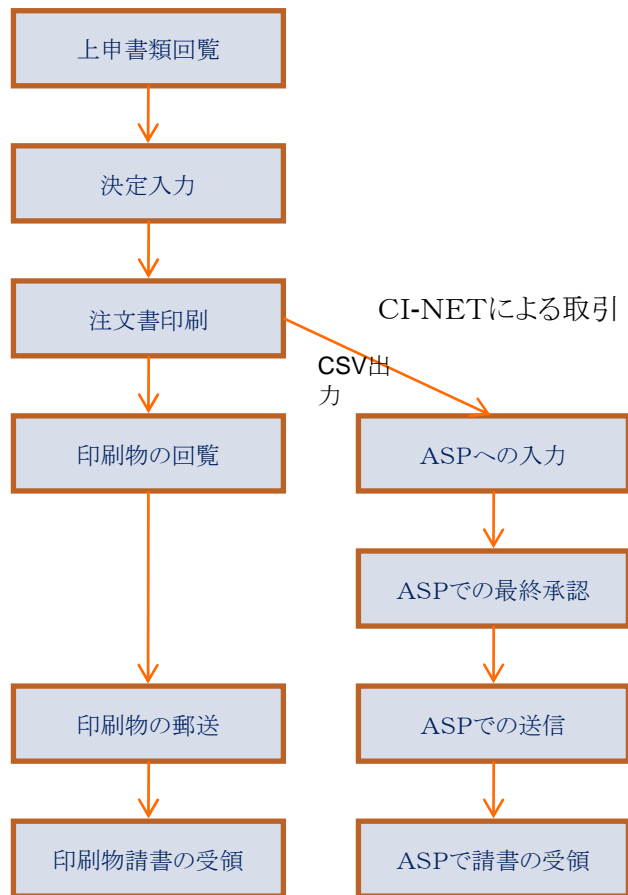 上申書類回覧
決定入力
注文書印刷
CI-NETによる取引
CSV出
力
印刷物の回覧
ASPへの入力
ASPでの最終承認
印刷物の郵送
ASPでの送信
印刷物請書の受領
ASPで請書の受領